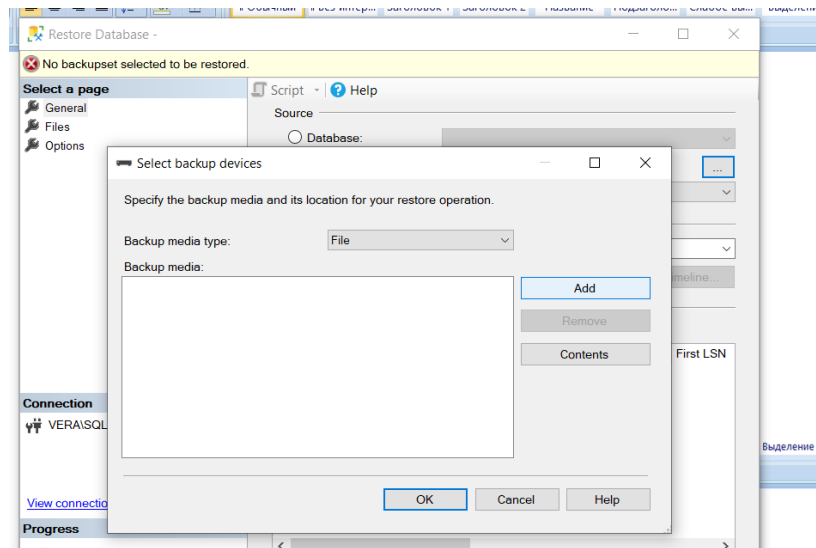 Restore Database -
No backupset selected to be restored.
Select a page
General
Files
Options
Script
Help
Source
Database:
...
Select backup devices
Specify the backup media and its location for your restore operation.
Backup media type:
File
Backup media:
Add
Remove
Contents
OK
Cancel
Help
imeline...
First LSN
Connection
VERA\SQL
View connectio
Progress
Выделение